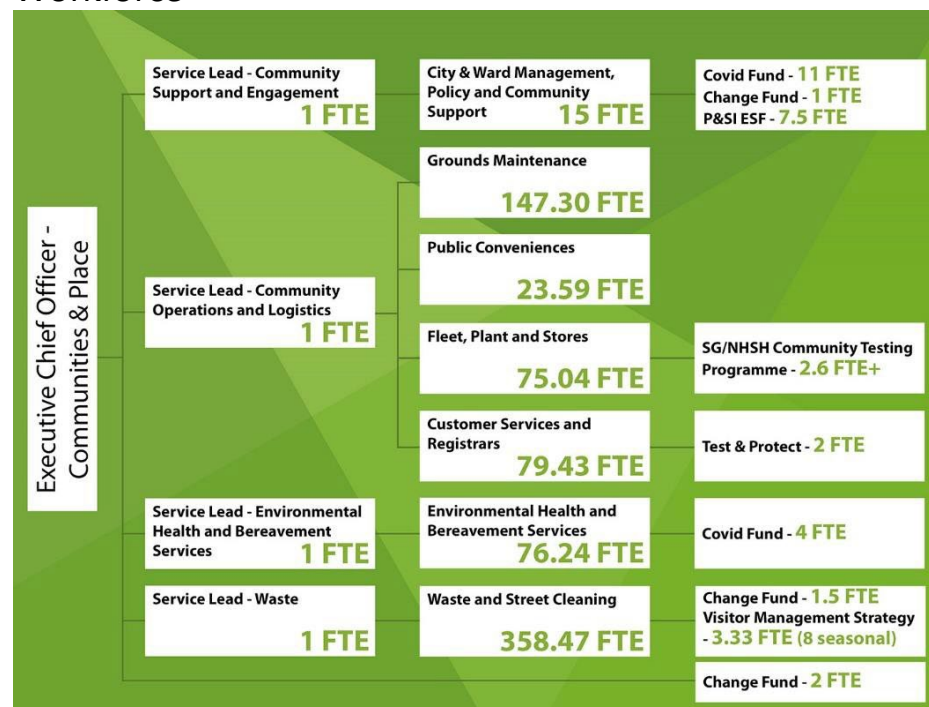 Workforce
Executive Chief Officer -
Communities & Place
Service Lead - Community
Support and Engagement
1 FTE
City & Ward Management,
Policy and Community
Support 15 FTE
Covid Fund - 11 FTE
Change Fund - 1 FTE
P&SI ESF - 7.5 FTE
Service Lead - Community
Operations and Logistics
1 FTE
Grounds Maintenance
147.30 FTE
Public Conveniences
23.59 FTE
Fleet, Plant and Stores
75.04 FTE
SG/NHSH Community Testing
Programme - 2.6 FTE+
Customer Services and
Registrars
79.43 FTE
Test & Protect - 2 FTE
Service Lead - Environmental
Health and Bereavement
Services 1 FTE
Environmental Health and
Bereavement Services
76.24 FTE
Covid Fund - 4 FTE
Service Lead - Waste
1 FTE
Waste and Street Cleaning
358.47 FTE
Change Fund - 1.5 FTE
Visitor Management Strategy
- 3.33 FTE (8 seasonal)
Change Fund - 2 FTE